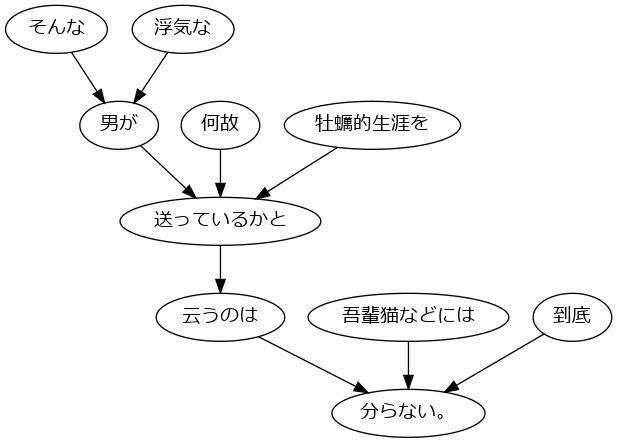 そんな
浮気な
男が
何故
牡蠣的生涯を
送っているかと
云うのは
吾輩猫などには
到底
分らない。